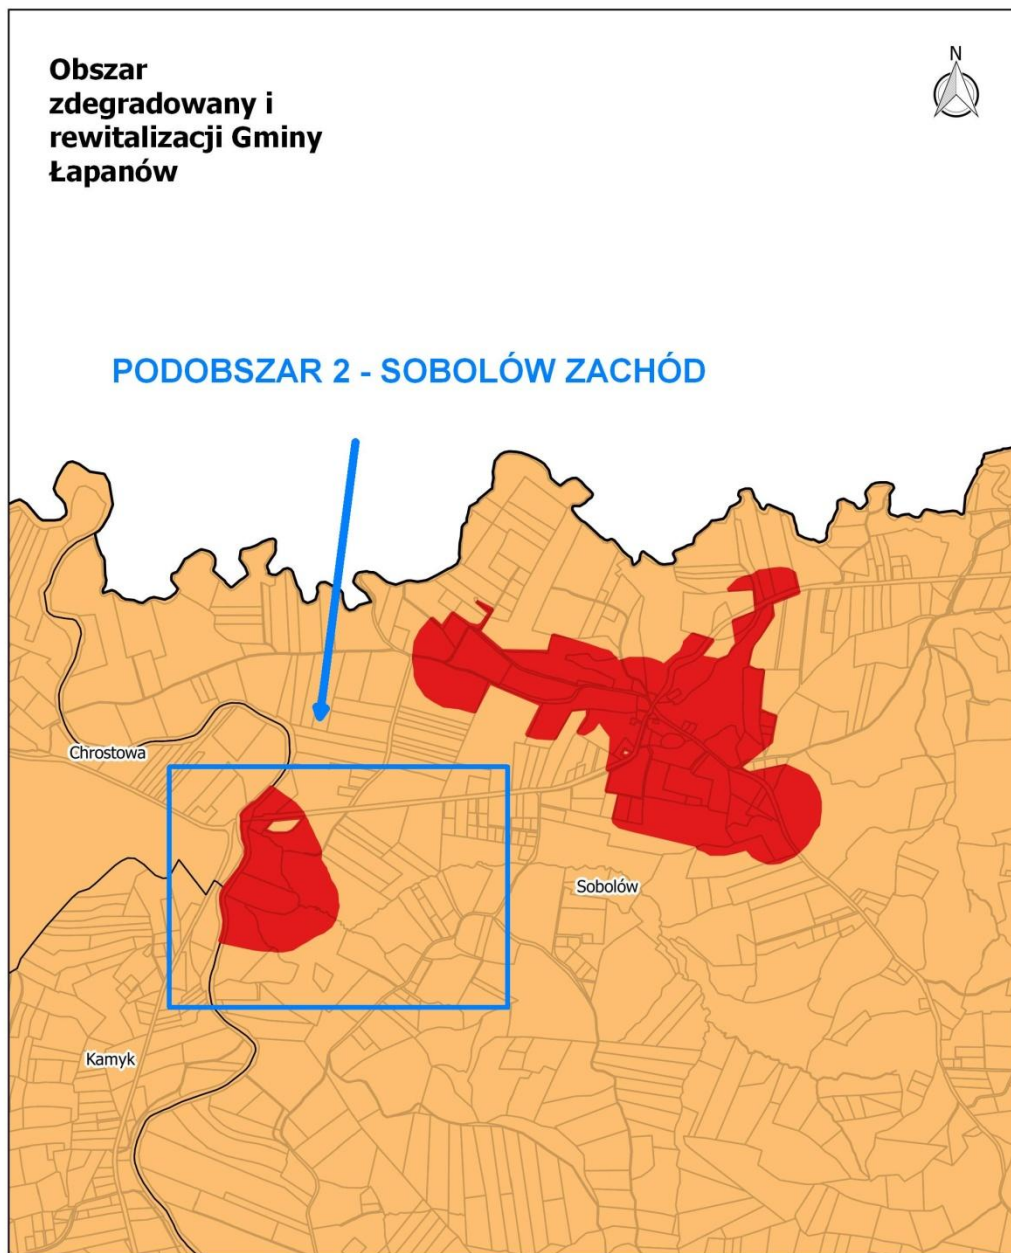 Obszar
zdegradowany i
rewitalizacji Gminy
Łapanów
N
PODOBSZAR 2 - SOBOLÓW ZACHÓD
Chrostowa
Sobolów
Kamyk